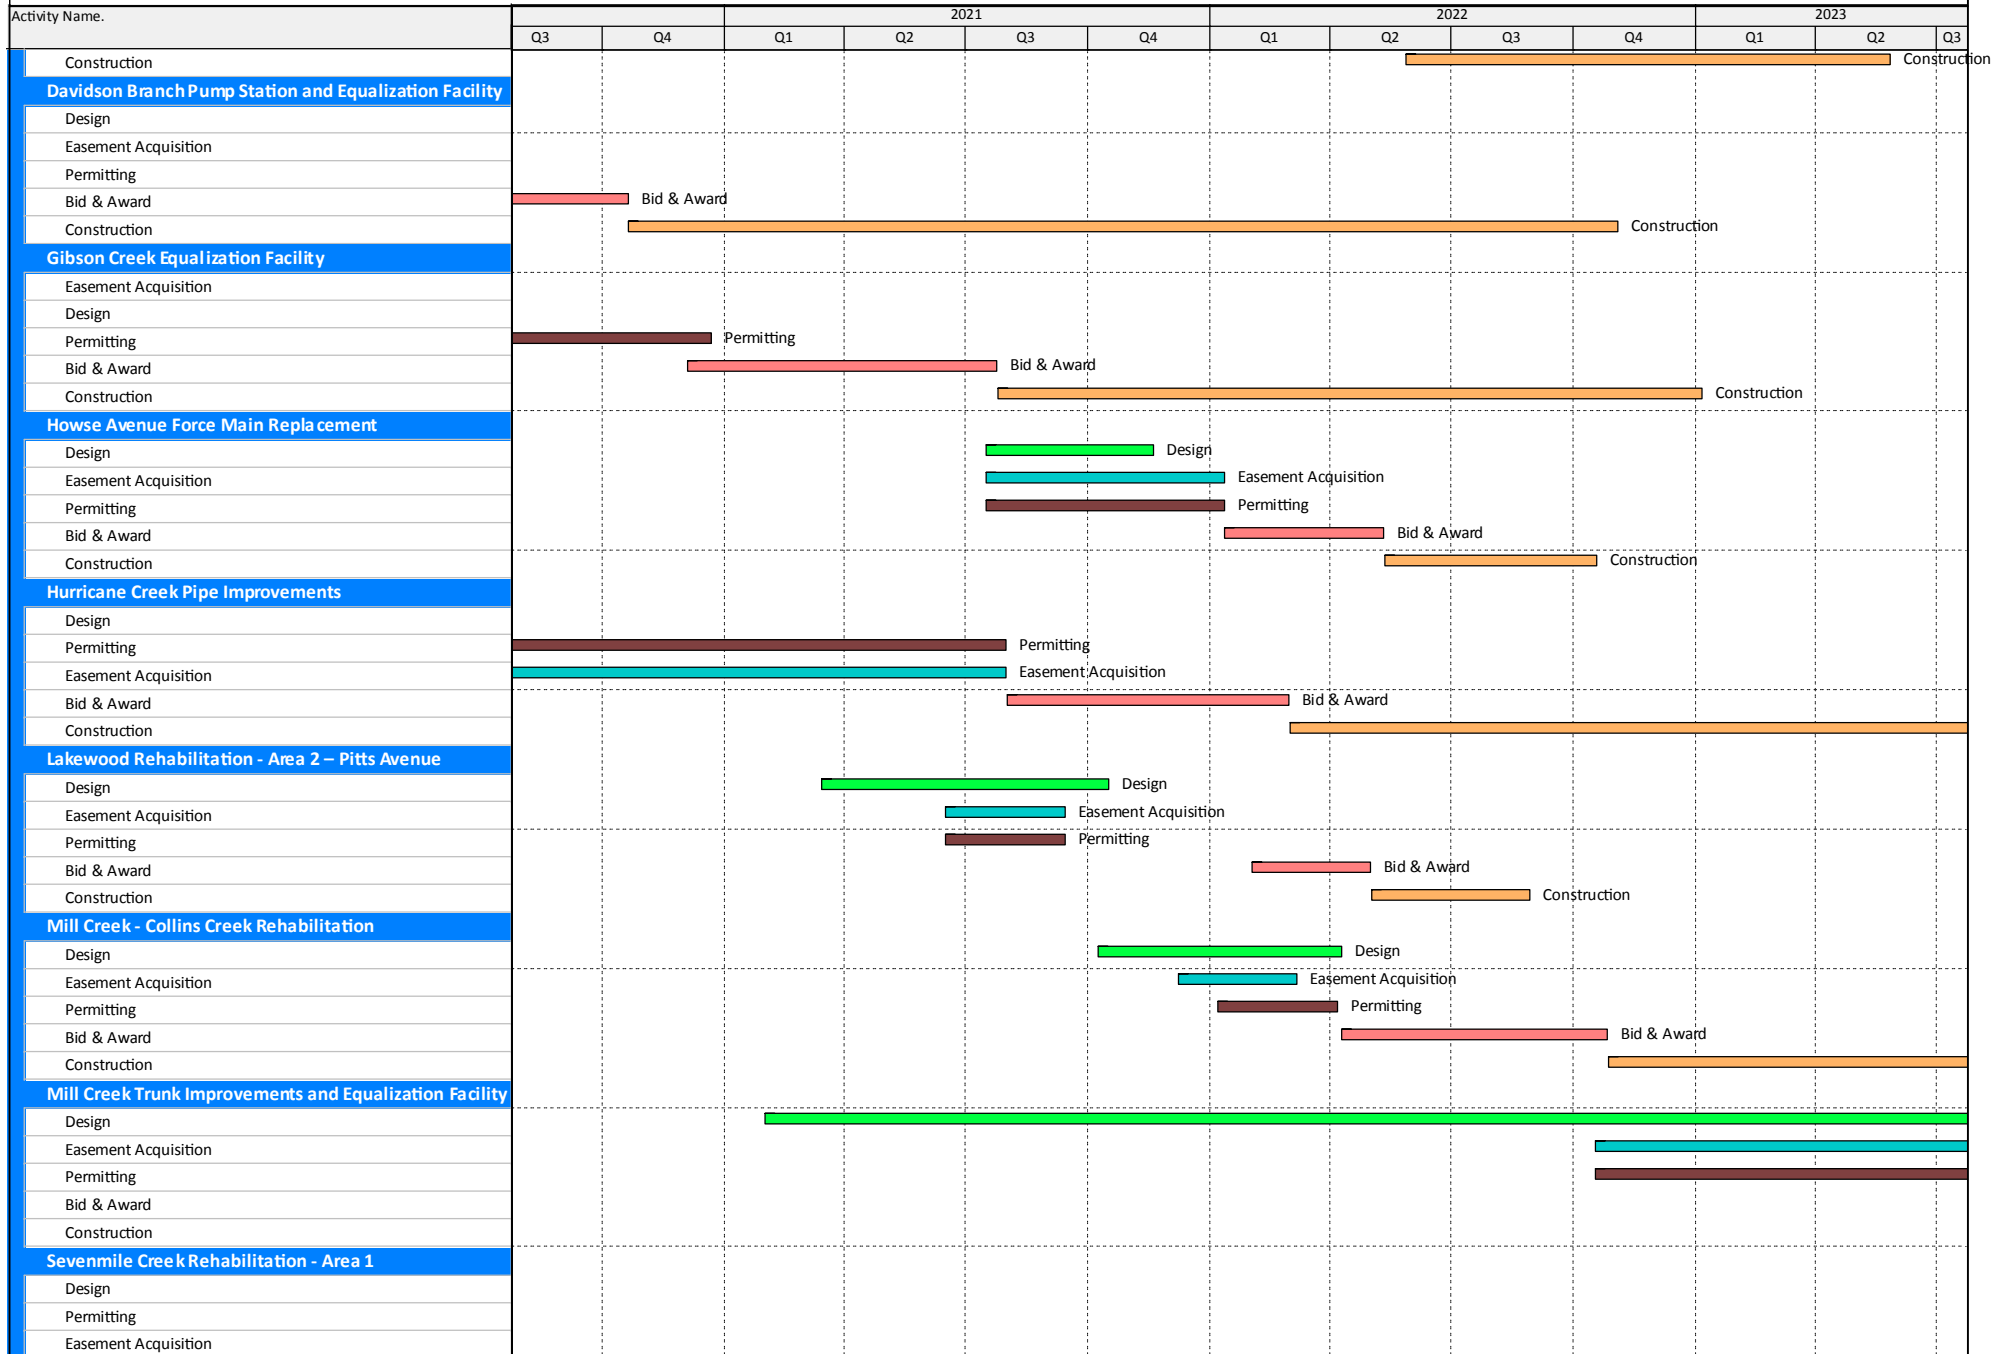 Activity Name.
2021 2022 2023
Q3 Q4 Q1 Q2 Q3 Q4 Q1 Q2 Q3 Q4 Q1 Q2 Q3
Construction Construction
Davidson Branch Pump Station and Equalization Facility
Design
Easement Acquisition
Permitting
Bid & Award Bid & Award
Construction Construction
Gibson Creek Equalization Facility
Easement Acquisition
Design
Permitting Permitting
Bid & Award Bid & Award
Construction Construction
Howse Avenue Force Main Replacement
Design Design
Easement Acquisition Easement Acquisition
Permitting Permitting
Bid & Award Bid & Award
Construction Construction
Hurricane Creek Pipe Improvements
Design
Permitting Permitting
Easement Acquisition Easement Acquisition
Bid & Award Bid & Award
Construction
Lakewood Rehabilitation - Area 2 – Pitts Avenue
Design Design
Easement Acquisition Easement Acquisition
Permitting Permitting
Bid & Award Bid & Award
Construction Construction
Mill Creek - Collins Creek Rehabilitation
Design Design
Easement Acquisition Easement Acquisition
Permitting Permitting
Bid & Award Bid & Award
Construction
Mill Creek Trunk Improvements and Equalization Facility
Design
Easement Acquisition
Permitting
Bid & Award
Construction
Sevenmile Creek Rehabilitation - Area 1
Design
Permitting
Easement Acquisition